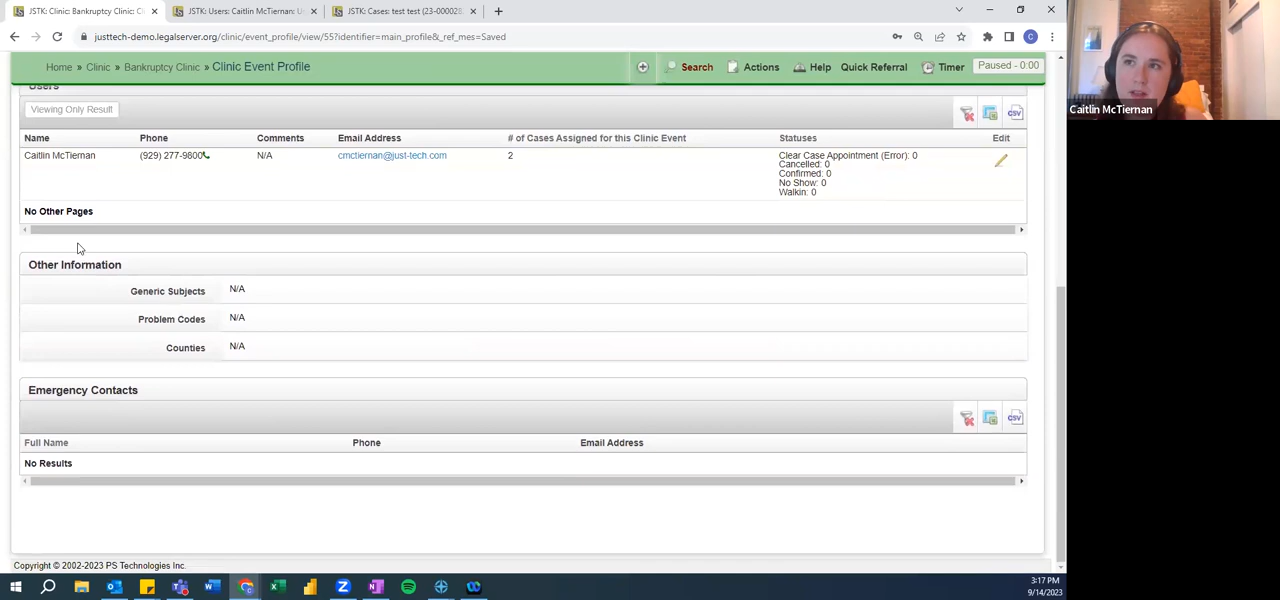 JSTK: Clinic: Bankruptcy Clinic: Cli
JSTK: Users: Caitlin McTiernan: Us
JSTK: Cases: test test (23-000028
justtech-demo.legalserver.org/clinic/event_profile/view/55?identifier=main_profile&_ref_mes=Saved
Home » Clinic » Bankruptcy Clinic » Clinic Event Profile
Search
Actions
Help
Quick Referral
Timer
Paused - 0:00
Caitlin McTiernan
Users
Viewing Only Result
CSV
Name Phone Comments Email Address # of Cases Assigned for this Clinic Event Statuses Edit
Caitlin McTiernan (929) 277-9800 N/A cmctiernan@just-tech.com 2 Clear Case Appointment (Error): 0
Cancelled: 0
Confirmed: 0
No Show: 0
Walkin: 0
No Other Pages
Other Information
Generic Subjects N/A
Problem Codes N/A
Counties N/A
Emergency Contacts
CSV
Full Name Phone Email Address
No Results
Copyright © 2002-2023 PS Technologies Inc.
3:17 PM
9/14/2023